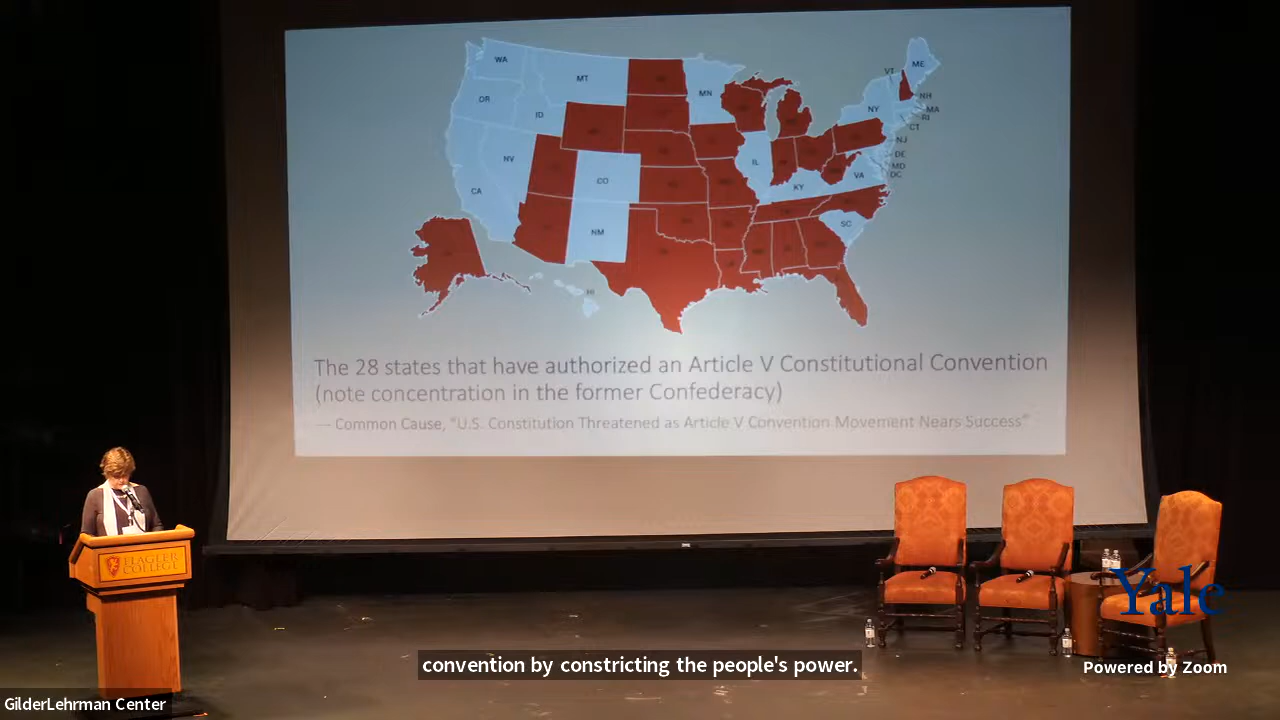 WA
MT
MN
VT
ME
OR
ID
NY
NH
MA
RI
CT
NJ
NV
IL
DE
MD
DC
CO
KY
VA
CA
SC
NM
HI
The 28 states that have authorized an Article V Constitutional Convention
(note concentration in the former Confederacy)
— Common Cause, "U.S. Constitution Threatened as Article V Convention Movement Nears Success"
FLAGLER
COLLEGE
Yale
convention by constricting the people's power.
Powered by Zoom
GilderLehrman Center